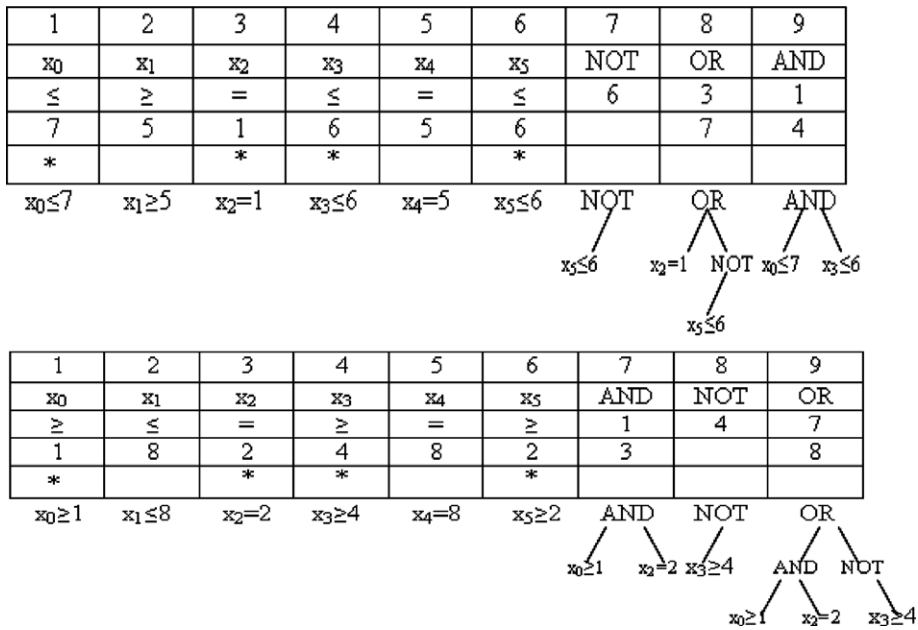 1 2 3 4 5 6 7 8 9
x0 x1 x2 x3 x4 x5 NOT OR AND
≤ ≥ = ≤ = ≤ 6 3 1
7 5 1 6 5 6 7 4
* * * *
x0≤7 x1≥5 x2=1 x3≤6 x4=5 x5≤6 NOT OR AND
x5≤6 x2=1 NOT x0≤7 x3≤6
x5≤6
1 2 3 4 5 6 7 8 9
x0 x1 x2 x3 x4 x5 AND NOT OR
≥ ≤ = ≥ = ≥ 1 4 7
1 8 2 4 8 2 3 8
* * * *
x0≥1 x1≤8 x2=2 x3≥4 x4=8 x5≥2 AND NOT OR
x0≥1 x2=2 x3≥4 AND NOT
x0≥1 x2=2 x3≥4